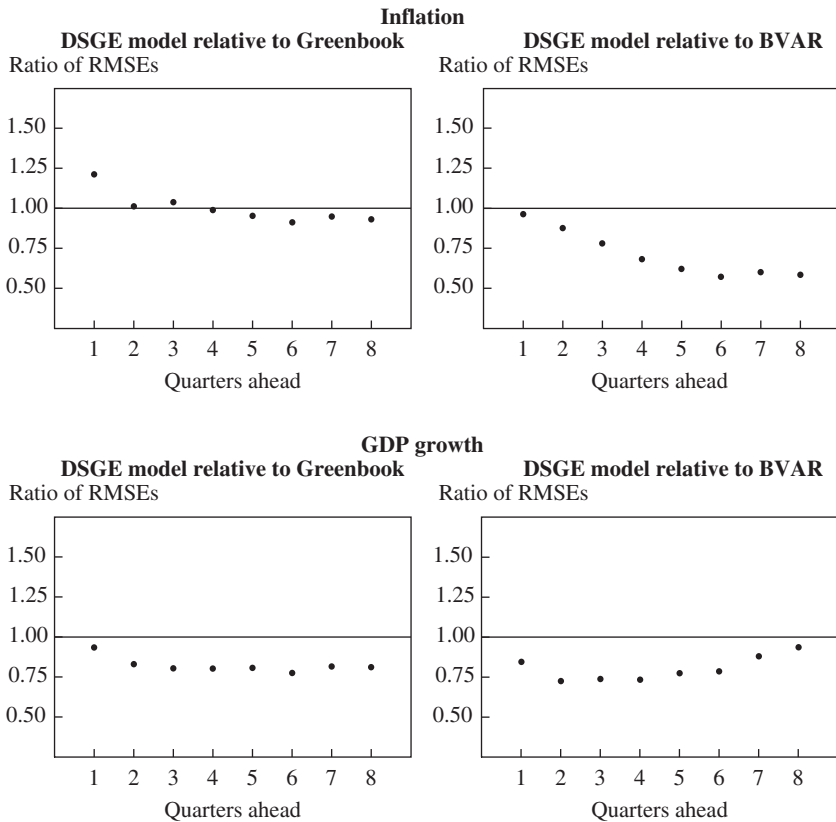 Inflation
DSGE model relative to Greenbook
Ratio of RMSEs
1.50
1.25
1.00
0.75
0.50
1 2 3 4 5 6 7 8
Quarters ahead
DSGE model relative to BVAR
Ratio of RMSEs
1.50
1.25
1.00
0.75
0.50
1 2 3 4 5 6 7 8
Quarters ahead
GDP growth
DSGE model relative to Greenbook
Ratio of RMSEs
1.50
1.25
1.00
0.75
0.50
1 2 3 4 5 6 7 8
Quarters ahead
DSGE model relative to BVAR
Ratio of RMSEs
1.50
1.25
1.00
0.75
0.50
1 2 3 4 5 6 7 8
Quarters ahead